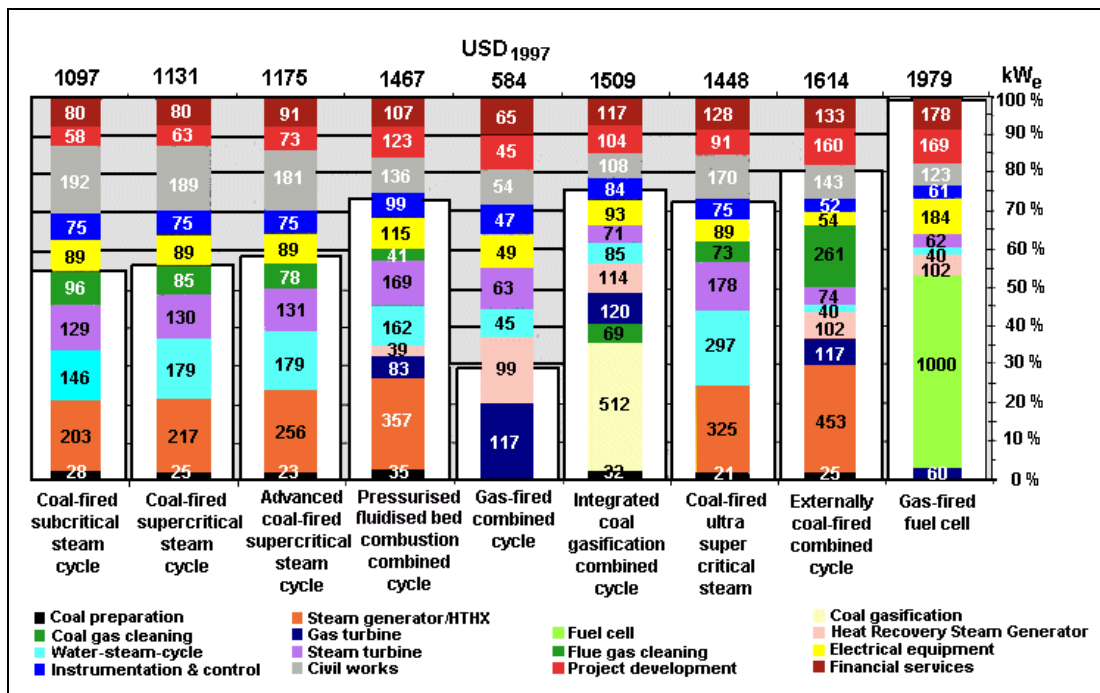 USD1997
1097 1131 1175 1467 584 1509 1448 1614 1979 kWe
80 80 91 107 65 117 128 133 178 100 %
58 63 73 123 45 104 91 160 169 90 %
192 189 181 136 54 108 170 143 123 80 %
75 75 75 99 47 84 75 52 61 70 %
89 89 89 115 49 93 89 54 184
96 85 78 41 63 71 73 261 62 60 %
129 130 131 169 45 85 178 74 40 50 %
146 179 179 162 99 114 297 40 102 40 %
203 217 256 39 117 120 325 102 1000 30 %
28 25 23 83 69 21 117 60 20 %
357 512 453 10 %
35 32 25 0 %
Coal-fired subcritical steam cycle
Coal-fired supercritical steam cycle
Advanced coal-fired supercritical steam cycle
Pressurised fluidised bed combustion combined cycle
Gas-fired combined cycle
Integrated coal gasification combined cycle
Coal-fired ultra super critical steam
Externally coal-fired combined cycle
Gas-fired fuel cell
Coal preparation
Coal gas cleaning
Water-steam-cycle
Instrumentation & control
Steam generator/HTHX
Gas turbine
Steam turbine
Civil works
Fuel cell
Flue gas cleaning
Project development
Coal gasification
Heat Recovery Steam Generator
Electrical equipment
Financial services